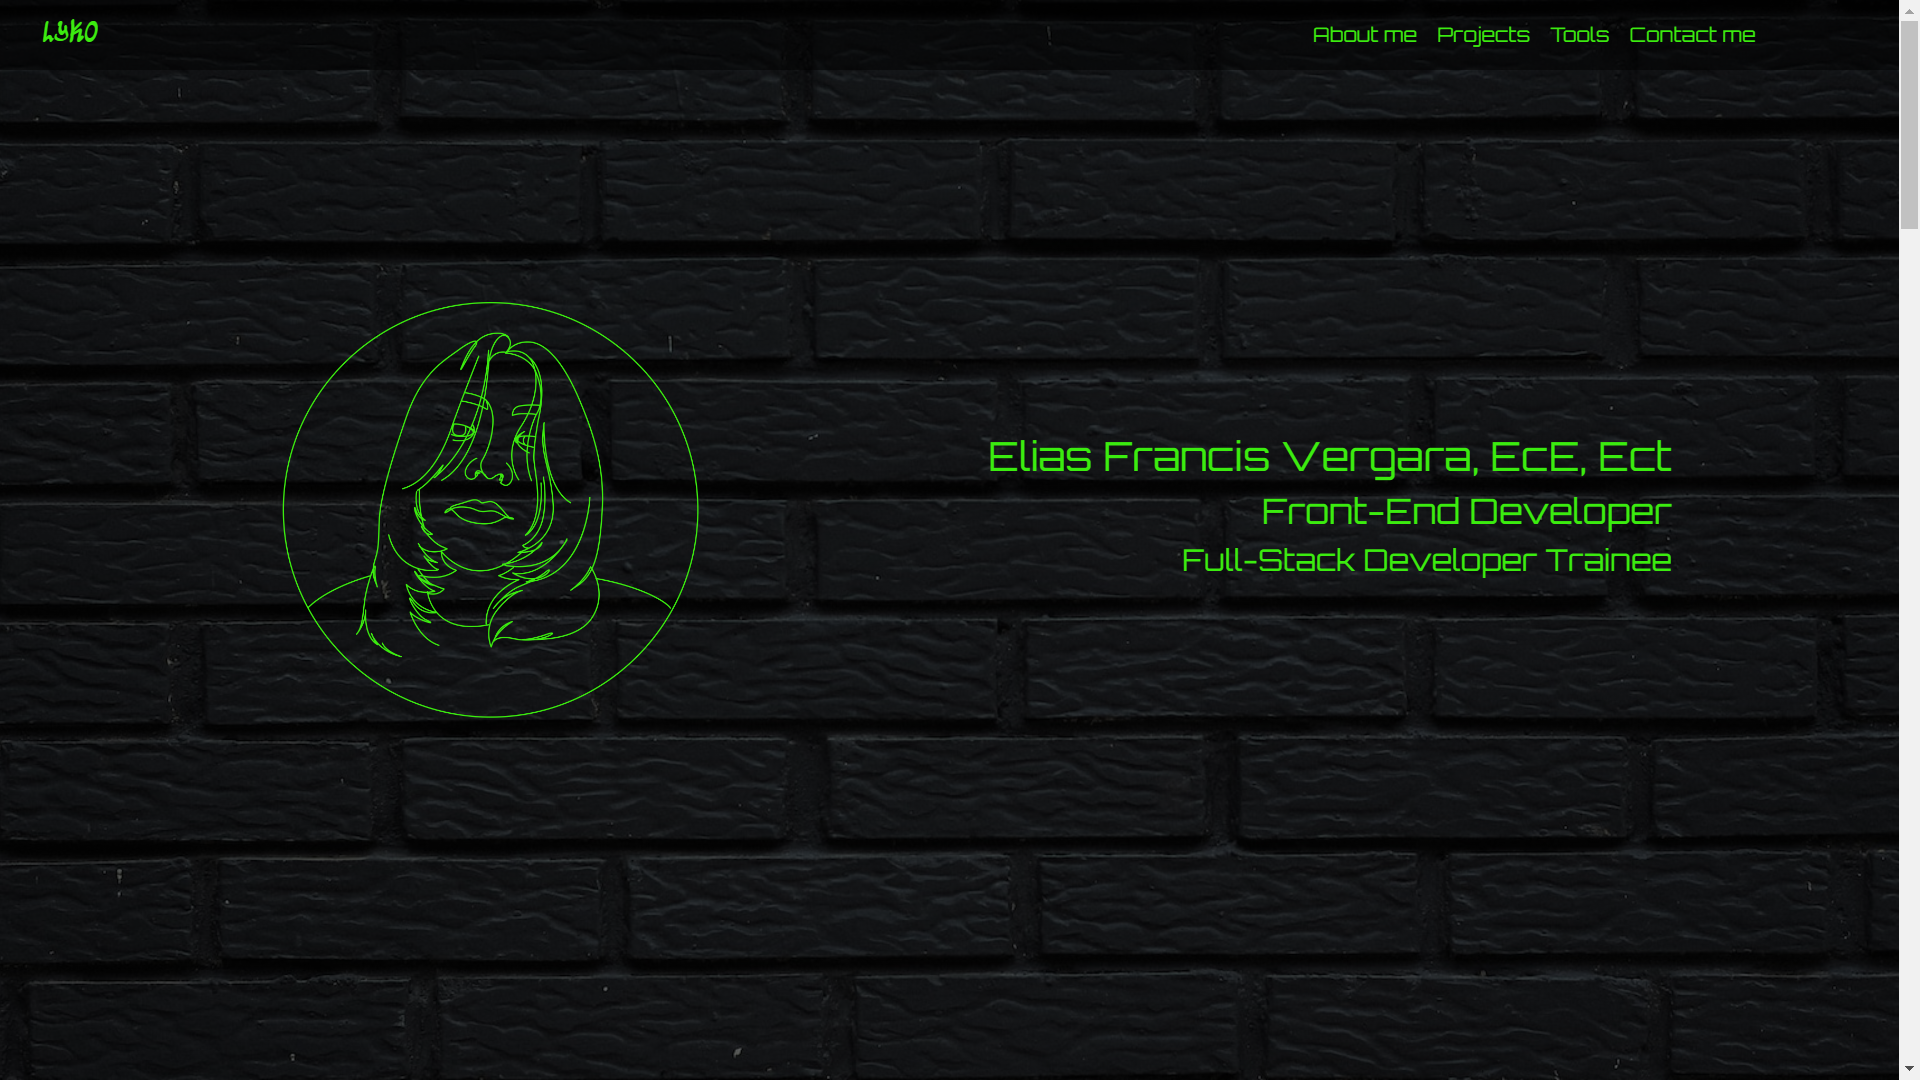 LYKO
About me Projects Tools Contact me
Elias Francis Vergara, EcE, Ect
Front-End Developer
Full-Stack Developer Trainee